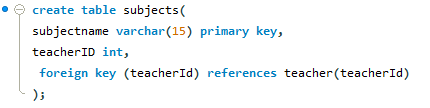 create table subjects(
subjectname varchar(15) primary key,
teacherID int,
foreign key (teacherId) references teacher(teacherId)
);